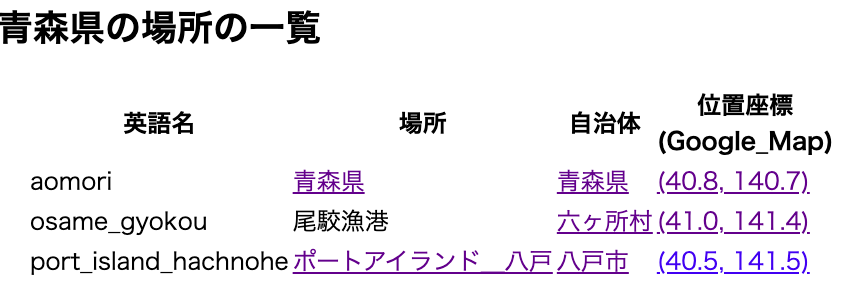 青森県の場所の一覧
英語名 場所 自治体 位置座標
(Google_Map)
aomori 青森県 青森県 (40.8, 140.7)
osame_gyokou 尾駮漁港 六ヶ所村 (41.0, 141.4)
port_island_hachnohe ポートアイランド__八戸 八戸市 (40.5, 141.5)